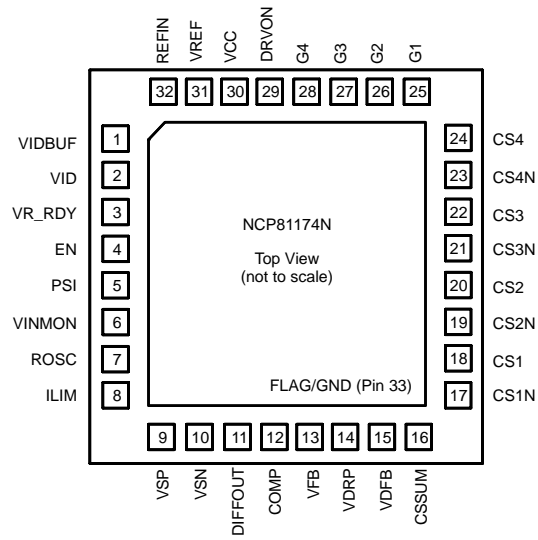 REFIN
VREF
VCC
DRVON
G4
G3
G2
G1
32
31
30
29
28
27
26
25
VIDBUF 1
VID 2
VR_RDY 3
EN 4
PSI 5
VINMON 6
ROSC 7
ILIM 8
NCP81174N
Top View
(not to scale)
FLAG/GND (Pin 33)
24 CS4
23 CS4N
22 CS3
21 CS3N
20 CS2
19 CS2N
18 CS1
17 CS1N
9
10
11
12
13
14
15
16
VSP
VSN
DIFFOUT
COMP
VFB
VDRP
VDFB
CSSUM